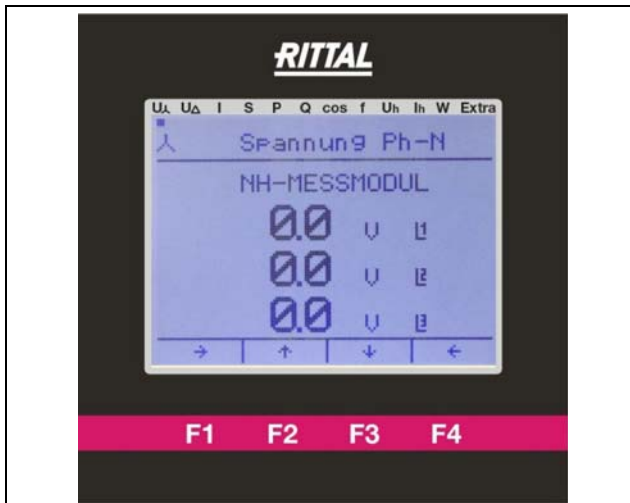 RITTAL
U⅄ U△ I S P Q cos f Uh Ih W Extra
⅄ Spannung Ph-N
NH-MESSMODUL
0.0 V L1
0.0 V L2
0.0 V L3
→ ↑ ↓ ←
F1 F2 F3 F4